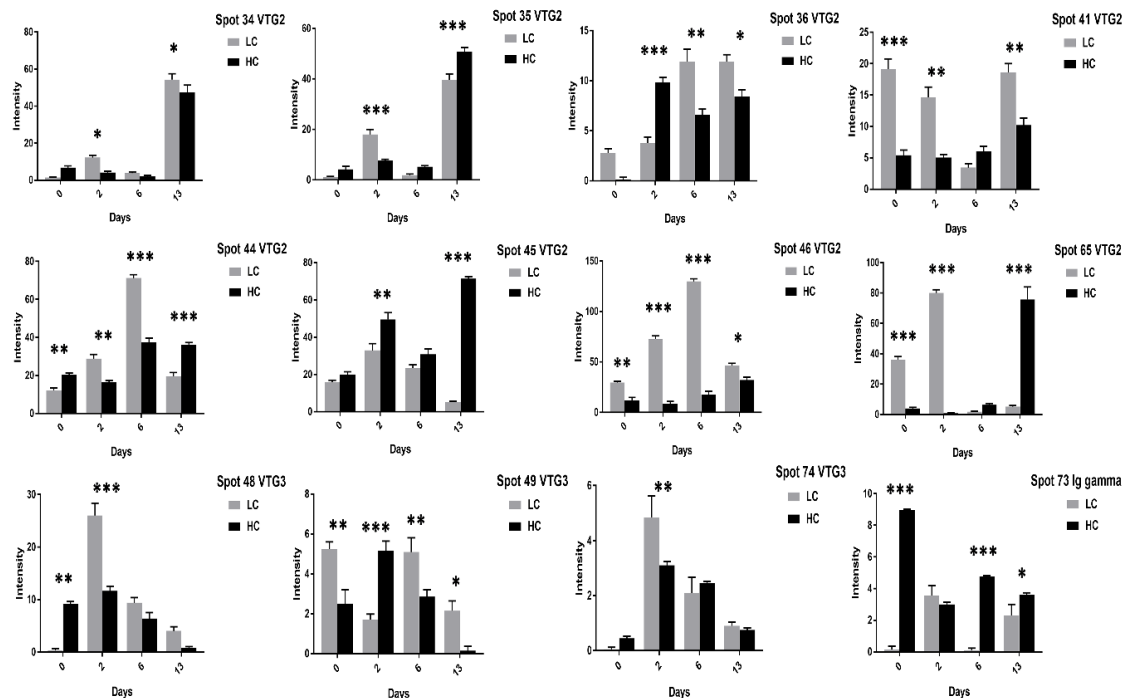 Spot 34 VTG2
LC
HC
*
*
Intensity
80
60
40
20
0
0 2 6 13
Days
Spot 35 VTG2
LC
HC
***
***
Intensity
60
40
20
0
0 2 6 13
Days
Spot 36 VTG2
LC
HC
*** ** *
Intensity
15
10
5
0
0 2 6 13
Days
Spot 41 VTG2
LC
HC
*** ** **
Intensity
25
20
15
10
5
0
0 2 6 13
Days
Spot 44 VTG2
LC
HC
** ** *** ***
Intensity
80
60
40
20
0
0 2 6 13
Days
Spot 45 VTG2
LC
HC
** ***
Intensity
80
60
40
20
0
0 2 6 13
Days
Spot 46 VTG2
LC
HC
** *** *** *
Intensity
150
100
50
0
0 2 6 13
Days
Spot 65 VTG2
LC
HC
*** *** ***
Intensity
100
80
60
40
20
0
0 2 6 13
Days
Spot 48 VTG3
LC
HC
** ***
Intensity
30
20
10
0
0 2 6 13
Days
Spot 49 VTG3
LC
HC
** *** ** *
Intensity
8
6
4
2
0
0 2 6 13
Days
Spot 74 VTG3
LC
HC
**
Intensity
6
4
2
0
0 2 6 13
Days
Spot 73 Ig gamma
LC
HC
*** *** *
Intensity
10
8
6
4
2
0
0 2 6 13
Days